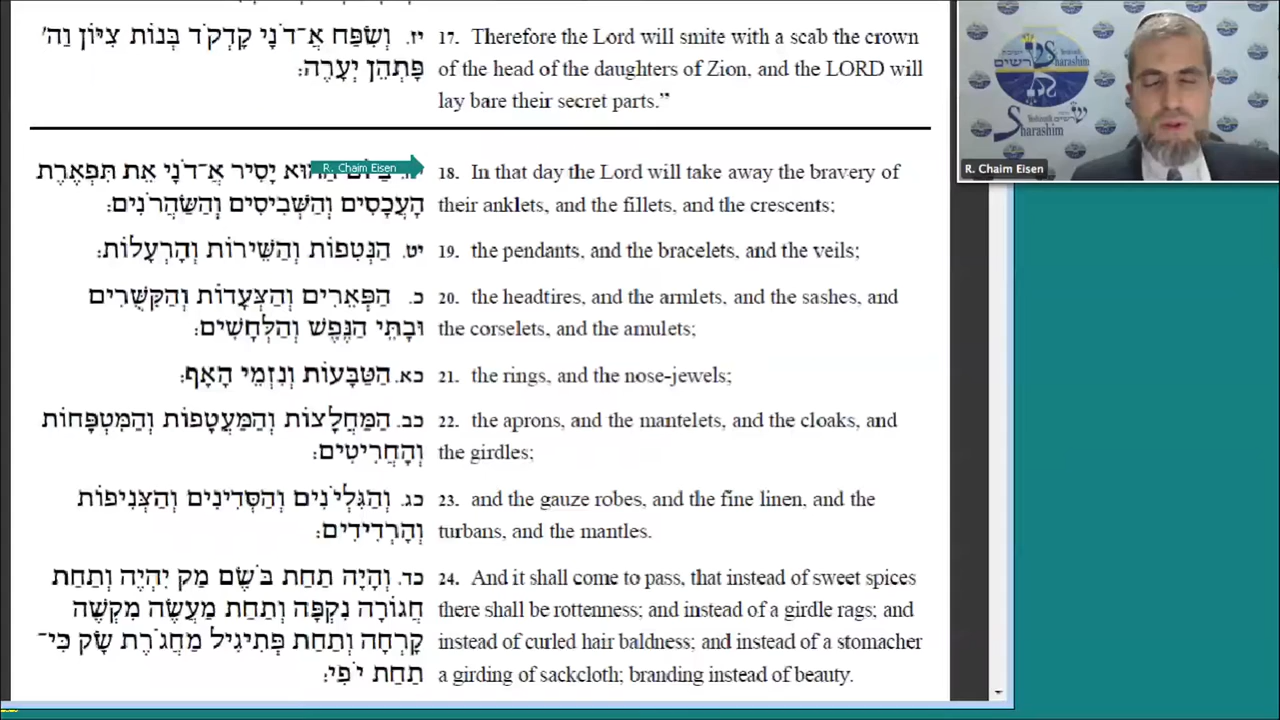 יז. וְשִׂפַּח אֲ־דֹנָי קָדְקֹד בְּנוֹת צִיּוֹן וַה'
פָּתְהֵן יְעָרֶה:
17. Therefore the Lord will smite with a scab the crown
of the head of the daughters of Zion, and the LORD will
lay bare their secret parts.”
יָסִיר אֲ־דֹנָי אֵת תִּפְאֶרֶת
הָעֲכָסִים וְהַשְּׁבִיסִים וְהַשַּׂהֲרֹנִים:
R. Chaim Eisen
18. In that day the Lord will take away the bravery of
their anklets, and the fillets, and the crescents;
יט. הַנְּטִפוֹת וְהַשֵּׁירוֹת וְהָרְעָלוֹת:
19. the pendants, and the bracelets, and the veils;
כ. הַפְּאֵרִים וְהַצְּעָדוֹת וְהַקִּשֻּׁרִים
וּבָתֵּי הַנֶּפֶשׁ וְהַלְּחָשִׁים:
20. the headtires, and the armlets, and the sashes, and
the corselets, and the amulets;
כא. הַטַּבָּעוֹת וְנִזְמֵי הָאָף:
21. the rings, and the nose-jewels;
כב. הַמַּחֲלָצוֹת וְהַמַּעֲטָפוֹת וְהַמִּטְפָּחוֹת
וְהָחֲרִיטִים:
22. the aprons, and the mantelets, and the cloaks, and
the girdles;
כג. וְהַגִּלְיֹנִים וְהַסְּדִינִים וְהַצְּנִיפוֹת
וְהָרְדִידִים:
23. and the gauze robes, and the fine linen, and the
turbans, and the mantles.
כד. וְהָיָה תַחַת בֹּשֶׂם מַק יִהְיֶה וְתַחַת
חֲגוֹרָה נִקְפָּה וְתַחַת מַעֲשֶׂה מִקְשֶׁה
קָרְחָה וְתַחַת פְּתִיגִיל מַחֲגֹרֶת שָׂק כִּי־
תַחַת יֹפִי:
24. And it shall come to pass, that instead of sweet spices
there shall be rottenness; and instead of a girdle rags; and
instead of curled hair baldness; and instead of a stomacher
a girding of sackcloth; branding instead of beauty.
Sharashim
שרשים
Yeshivath
Sharashim
R. Chaim Eisen